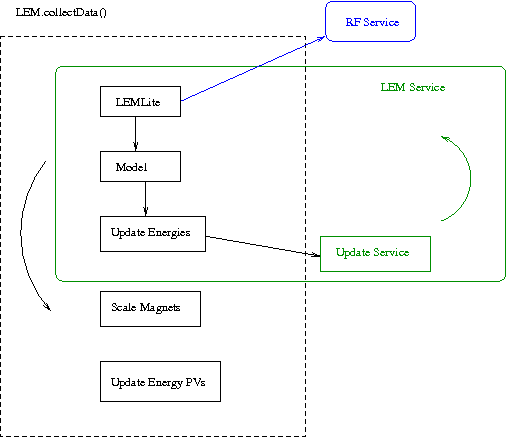 LEM.collectData()
RF Service
LEM Service
LEMLite
Model
Update Energies
Update Service
Scale Magnets
Update Energy PVs